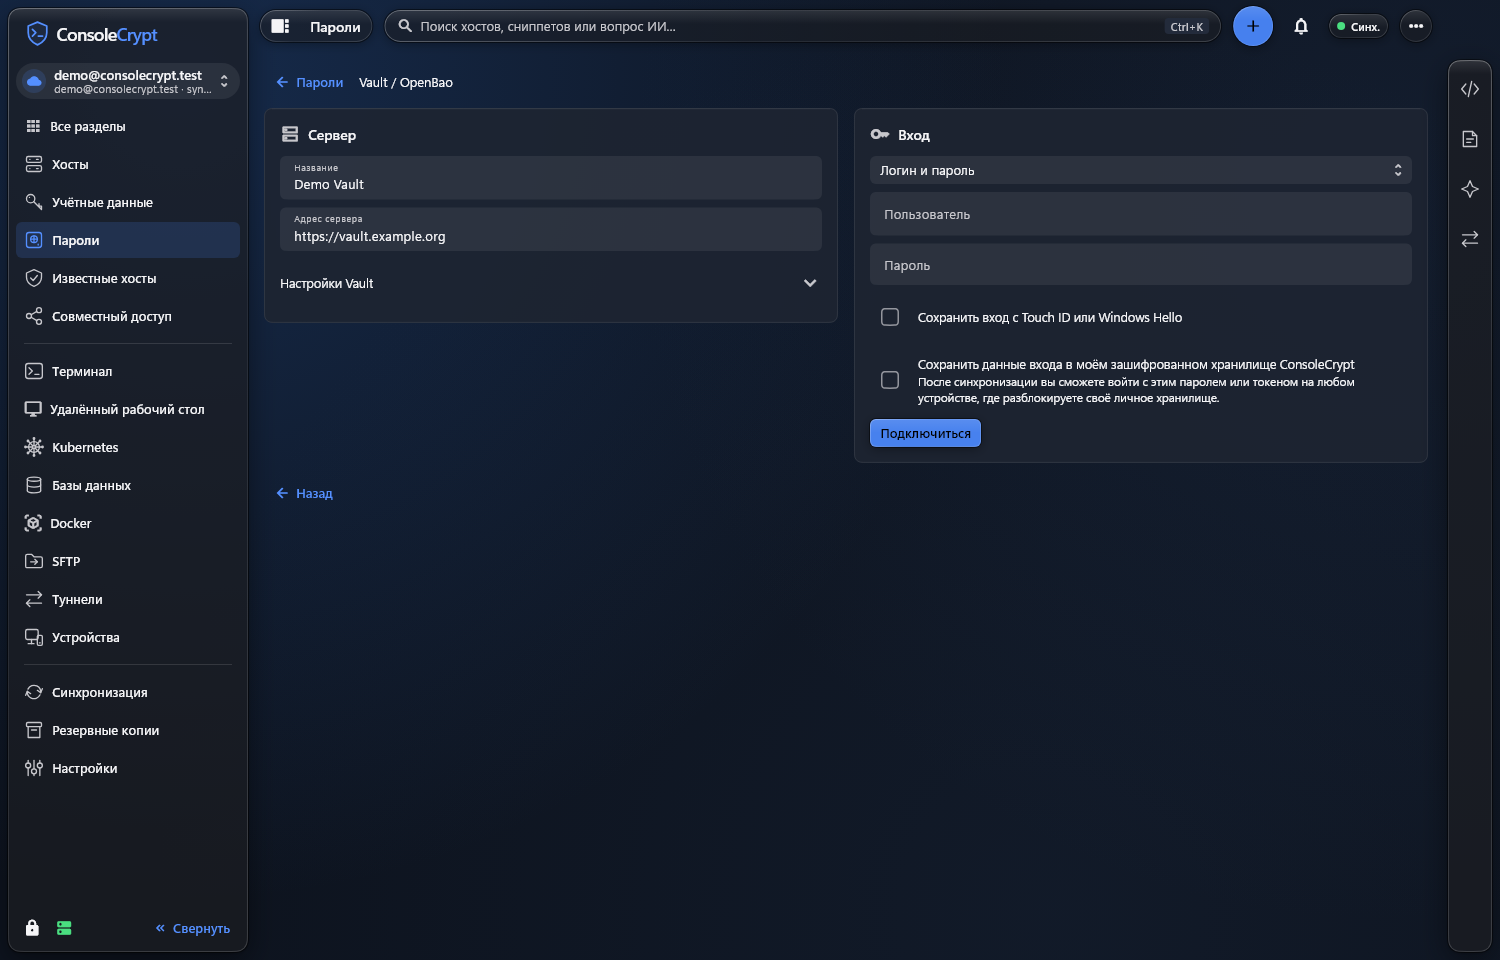 ConsoleCrypt
demo@consolecrypt.test
demo@consolecrypt.test · syn...
Все разделы
Хосты
Учётные данные
Пароли
Известные хосты
Совместный доступ
Терминал
Удалённый рабочий стол
Kubernetes
Базы данных
Docker
SFTP
Туннели
Устройства
Синхронизация
Резервные копии
Настройки
Свернуть
Пароли
Поиск хостов, сниппетов или вопрос ИИ...
Ctrl+K
Синх.
Пароли
Vault / OpenBao
Сервер
Название
Demo Vault
Адрес сервера
https://vault.example.org
Настройки Vault
Вход
Логин и пароль
Пользователь
Пароль
Сохранить вход с Touch ID или Windows Hello
Сохранить данные входа в моём зашифрованном хранилище ConsoleCrypt
После синхронизации вы сможете войти с этим паролем или токеном на любом
устройстве, где разблокируете своё личное хранилище.
Подключиться
Назад